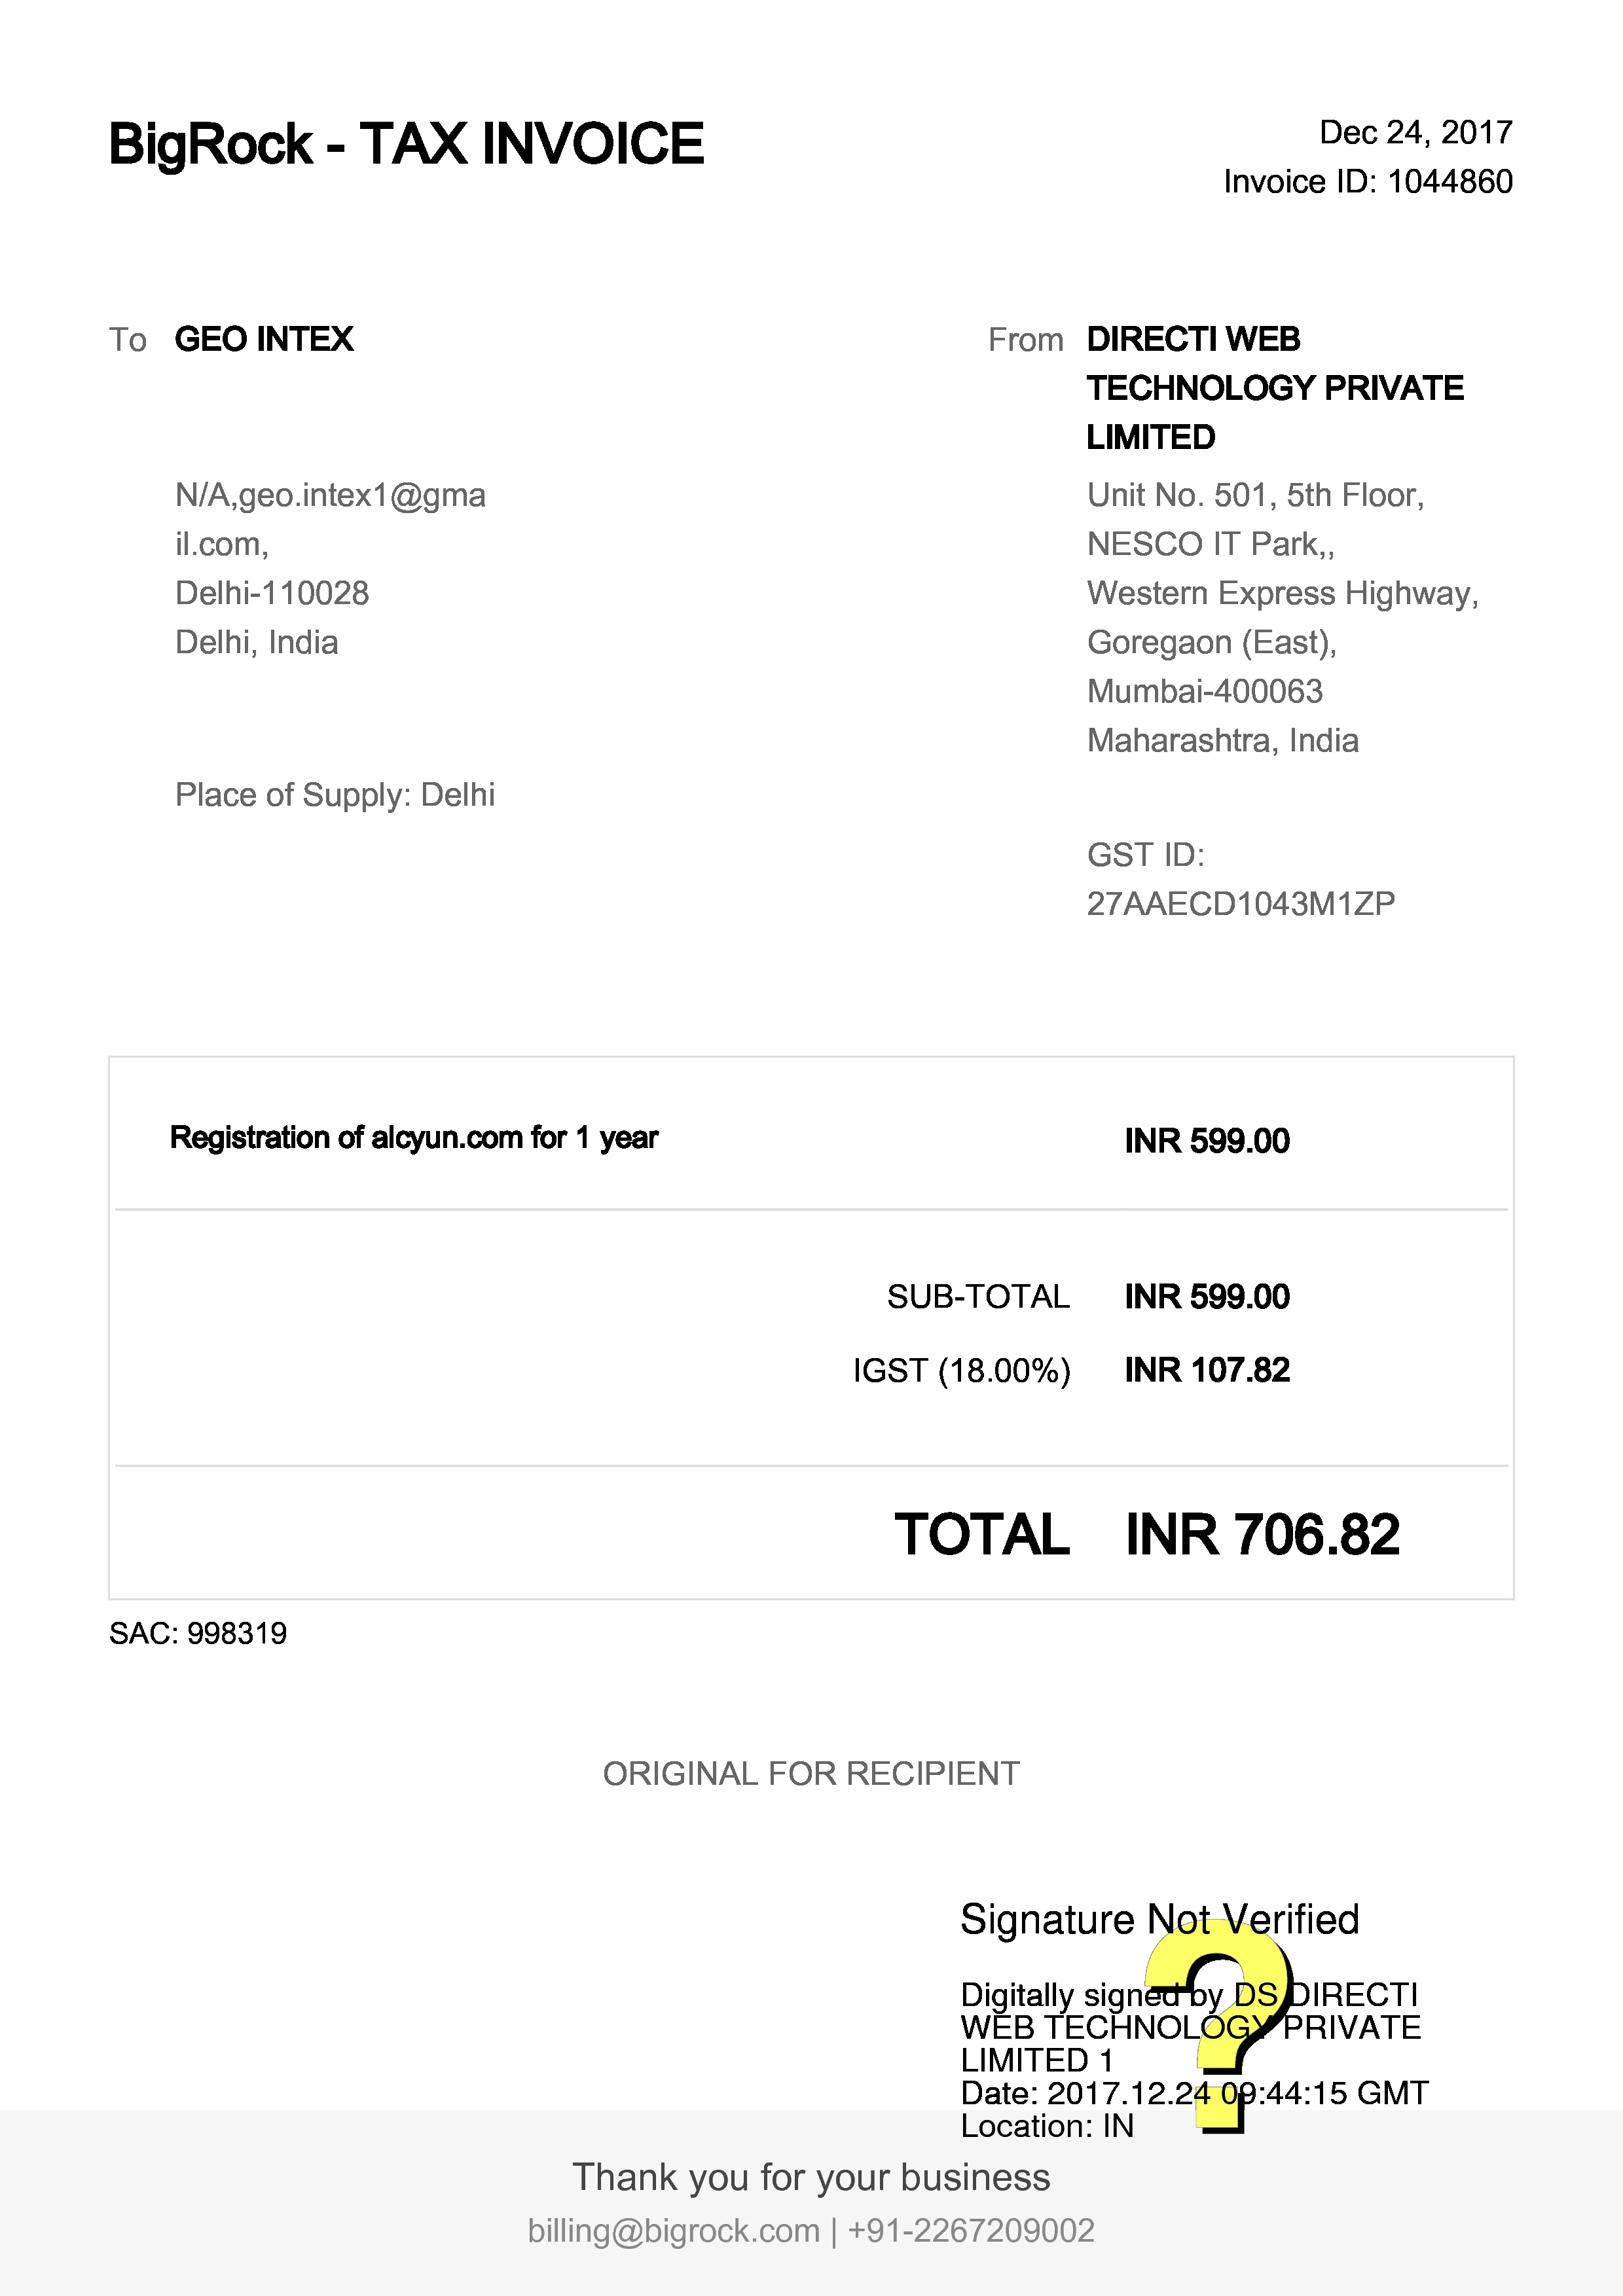 BigRock - TAX INVOICE
Dec 24, 2017
Invoice ID: 1044860
To GEO INTEX
N/A,geo.intex1@gma
il.com,
Delhi-110028
Delhi, India
Place of Supply: Delhi
From DIRECTI WEB
TECHNOLOGY PRIVATE
LIMITED
Unit No. 501, 5th Floor,
NESCO IT Park,,
Western Express Highway,
Goregaon (East),
Mumbai-400063
Maharashtra, India
GST ID:
27AAECD1043M1ZP
Registration of alcyun.com for 1 year INR 599.00
SUB-TOTAL INR 599.00
IGST (18.00%) INR 107.82
TOTAL INR 706.82
SAC: 998319
ORIGINAL FOR RECIPIENT
Signature Not Verified
Digitally signed by DS DIRECTI
WEB TECHNOLOGY PRIVATE
LIMITED 1
Date: 2017.12.24 09:44:15 GMT
Location: IN
?
Thank you for your business
billing@bigrock.com | +91-2267209002